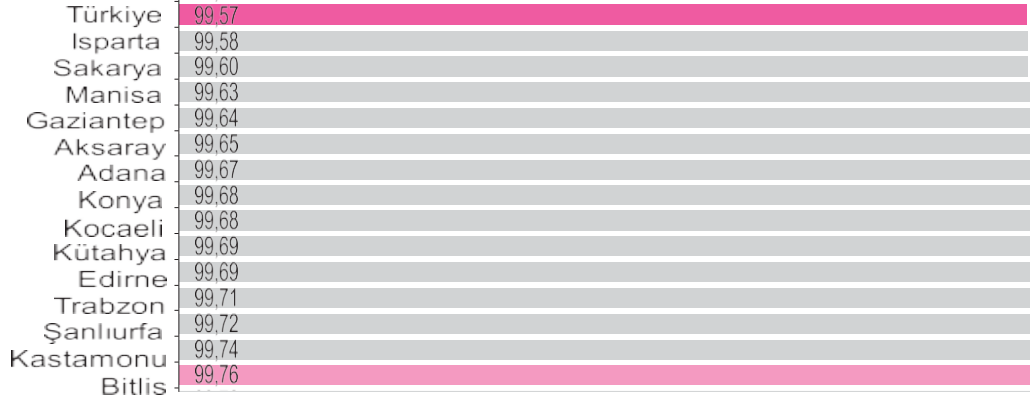 Türkiye 99,57
Isparta 99,58
Sakarya 99,60
Manisa 99,63
Gaziantep 99,64
Aksaray 99,65
Adana 99,67
Konya 99,68
Kocaeli 99,68
Kütahya 99,69
Edirne 99,69
Trabzon 99,71
Şanlıurfa 99,72
Kastamonu 99,74
Bitlis 99,76